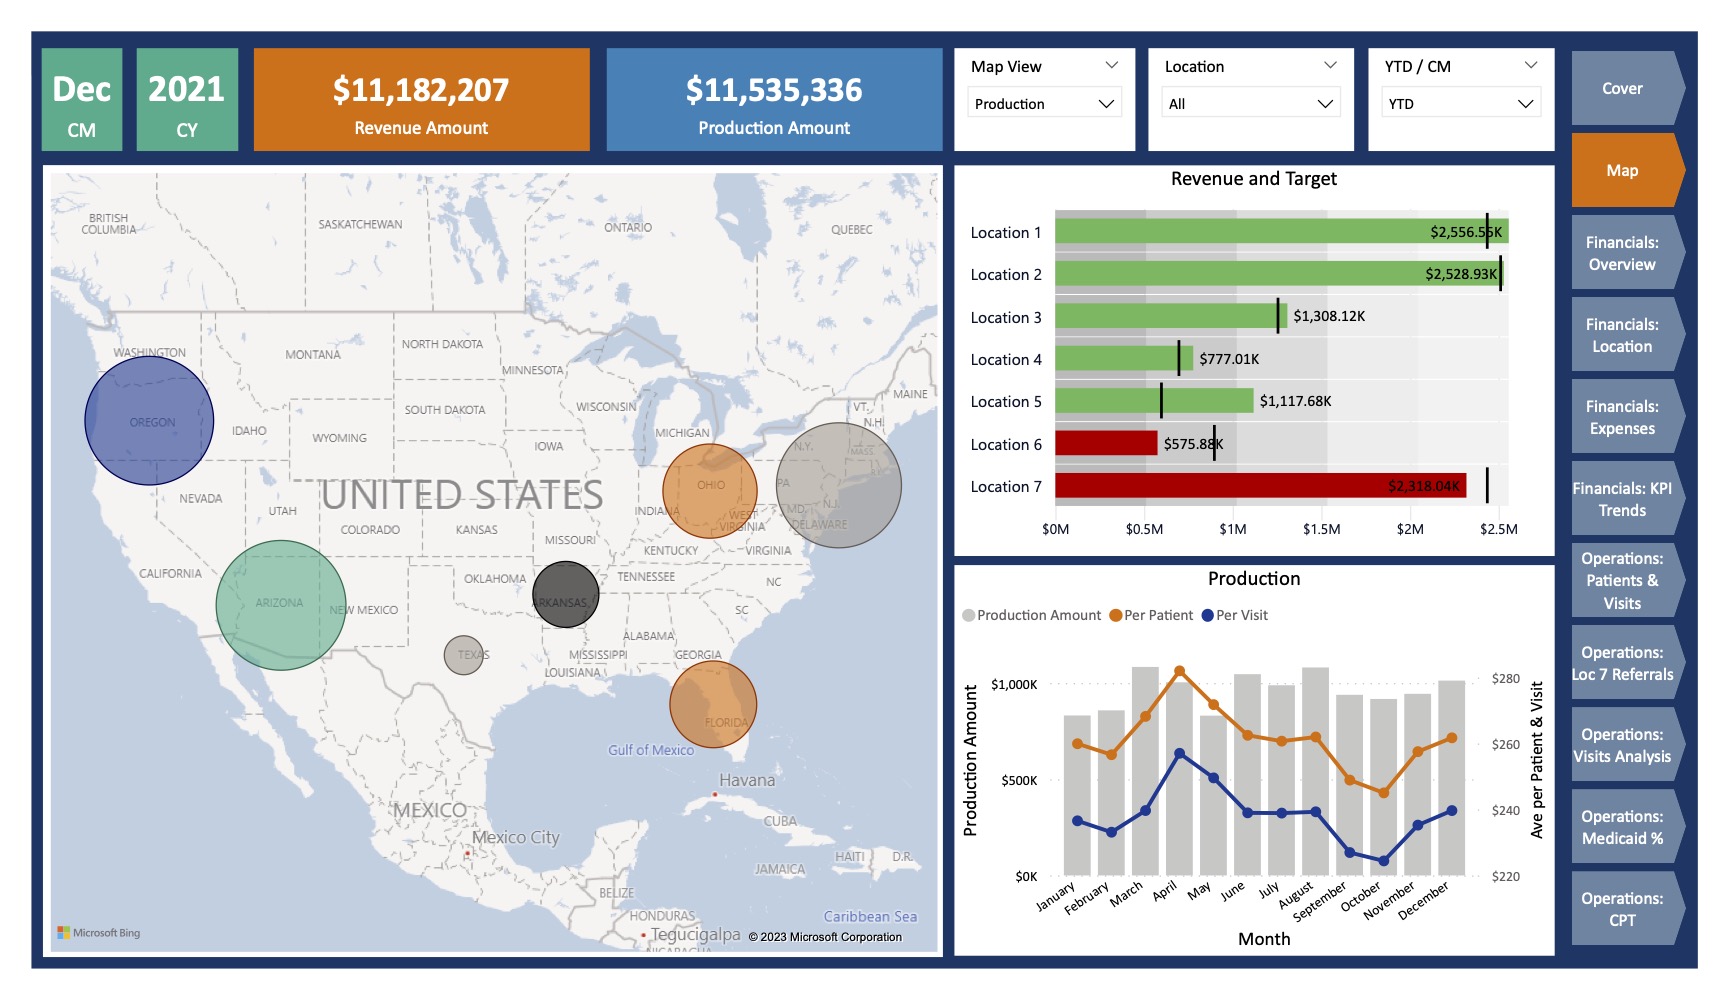 Dec
CM
2021
CY
$11,182,207
Revenue Amount
$11,535,336
Production Amount
Map View
Production
Location
All
YTD / CM
YTD
Cover
Map
Financials:
Overview
Financials:
Location
Financials:
Expenses
Financials: KPI
Trends
Operations:
Patients &
Visits
Operations:
Loc 7 Referrals
Operations:
Visits Analysis
Operations:
Medicaid %
Operations:
CPT
BRITISH
COLUMBIA
SASKATCHEWAN
ONTARIO
QUEBEC
WASHINGTON
MONTANA
NORTH DAKOTA
MINNESOTA
MAINE
VT.
N.H.
OREGON
IDAHO
WYOMING
SOUTH DAKOTA
WISCONSIN
MICHIGAN
N.Y.
MASS
IOWA
NEVADA
UTAH
UNITED STATES
OHIO
PA
INDIANA
N.J.
MD.
DELAWARE
WEST
VIRGINIA
COLORADO
KANSAS
MISSOURI
KENTUCKY
VIRGINIA
CALIFORNIA
ARIZONA
NEW MEXICO
OKLAHOMA
ARKANSAS
TENNESSEE
NC
SC
TEXAS
ALABAMA
MISSISSIPPI
GEORGIA
LOUISIANA
FLORIDA
Gulf of Mexico
Havana
CUBA
MEXICO
Mexico City
HAITI
D.R.
JAMAICA
BELIZE
HONDURAS
Caribbean Sea
Tegucigalpa
NICARAGUA
Microsoft Bing
© 2023 Microsoft Corporation
Revenue and Target
Location 1
$2,556.55K
Location 2
$2,528.93K
Location 3
$1,308.12K
Location 4
$777.01K
Location 5
$1,117.68K
Location 6
$575.88K
Location 7
$2,318.04K
$0M
$0.5M
$1M
$1.5M
$2M
$2.5M
Production
Production Amount
Per Patient
Per Visit
Production Amount
$1,000K
$500K
$0K
$280
$260
$240
$220
Ave per Patient & Visit
January
February
March
April
May
June
July
August
September
October
November
December
Month